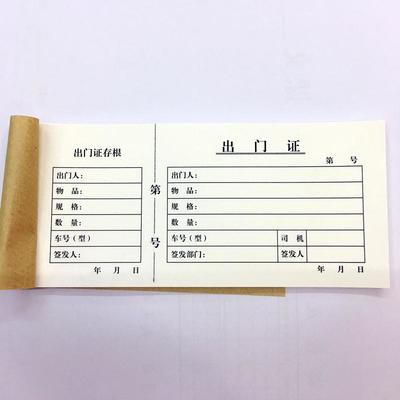 出门证存根
出门人：
物  品：
规  格：
数  量：
车号（型）
签发人：
年  月  日
第
号
出 门 证
第  号
出门人：
物  品：
规  格：
数  量：
车号（型） 司 机
签发部门： 签发人
年  月  日